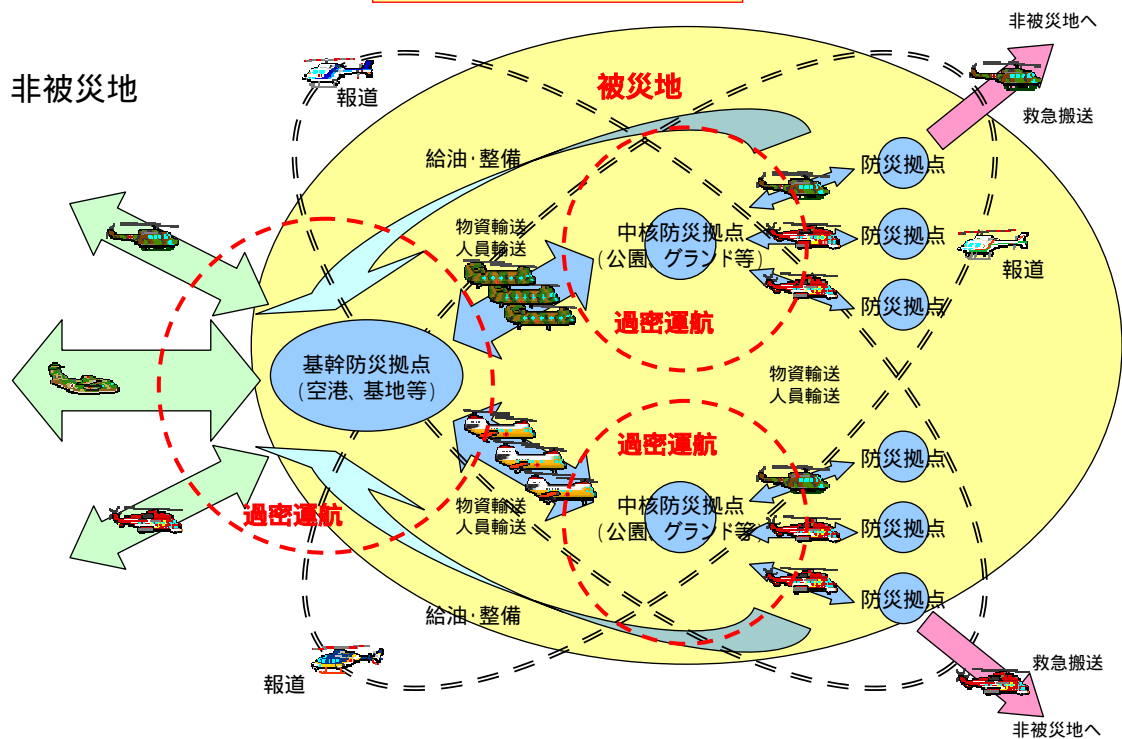 非被災地へ
非被災地
報道
被災地
救急搬送
給油・整備
防災拠点
物資輸送
人員輸送
中核防災拠点
(公園、グランド等)
防災拠点
報道
防災拠点
過密運航
基幹防災拠点
(空港、基地等)
物資輸送
人員輸送
過密運航
防災拠点
過密運航
物資輸送
人員輸送
中核防災拠点
(公園、グランド等)
防災拠点
防災拠点
給油・整備
報道
救急搬送
非被災地へ